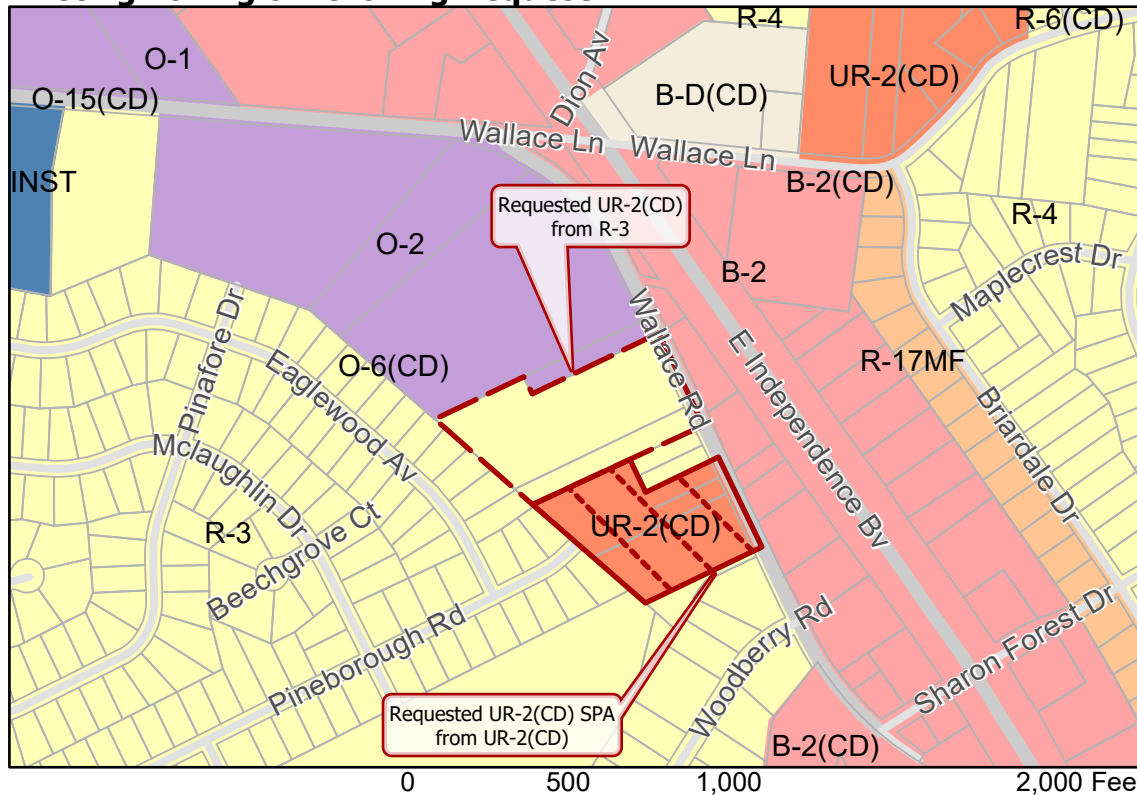 R-4
R-6(CD)
O-1
UR-2(CD)
O-15(CD)
B-D(CD)
Dion Av
Wallace Ln
Wallace Ln
INST
B-2(CD)
Requested UR-2(CD)
from R-3
R-4
O-2
B-2
Maplecrest Dr
Wallace Rd
Pinafore Dr
Eaglewood Av
O-6(CD)
R-17MF
E Independence Bv
Briardale Dr
Mclaughlin Dr
R-3
Beechgrove Ct
UR-2(CD)
Pineborough Rd
Woodberry Rd
Sharon Forest Dr
Requested UR-2(CD) SPA
from UR-2(CD)
B-2(CD)
0 500 1,000 2,000 Fee